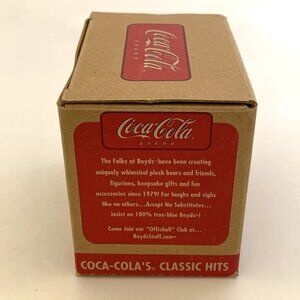 Coca-Cola
BRAND
Coca-Cola
BRAND
The Folks at Boyds~have been creating
uniquely whimsical plush bears and friends,
figurines, keepsake gifts and fun
accessories since 1979! For laughs and sighs
like no others...Accept No Substitutes...
insist on 100% true-blue Boyds~!
Come Join our "Offishull" Club at...
BoydsStuff.com~
COCA-COLA'S CLASSIC HITS